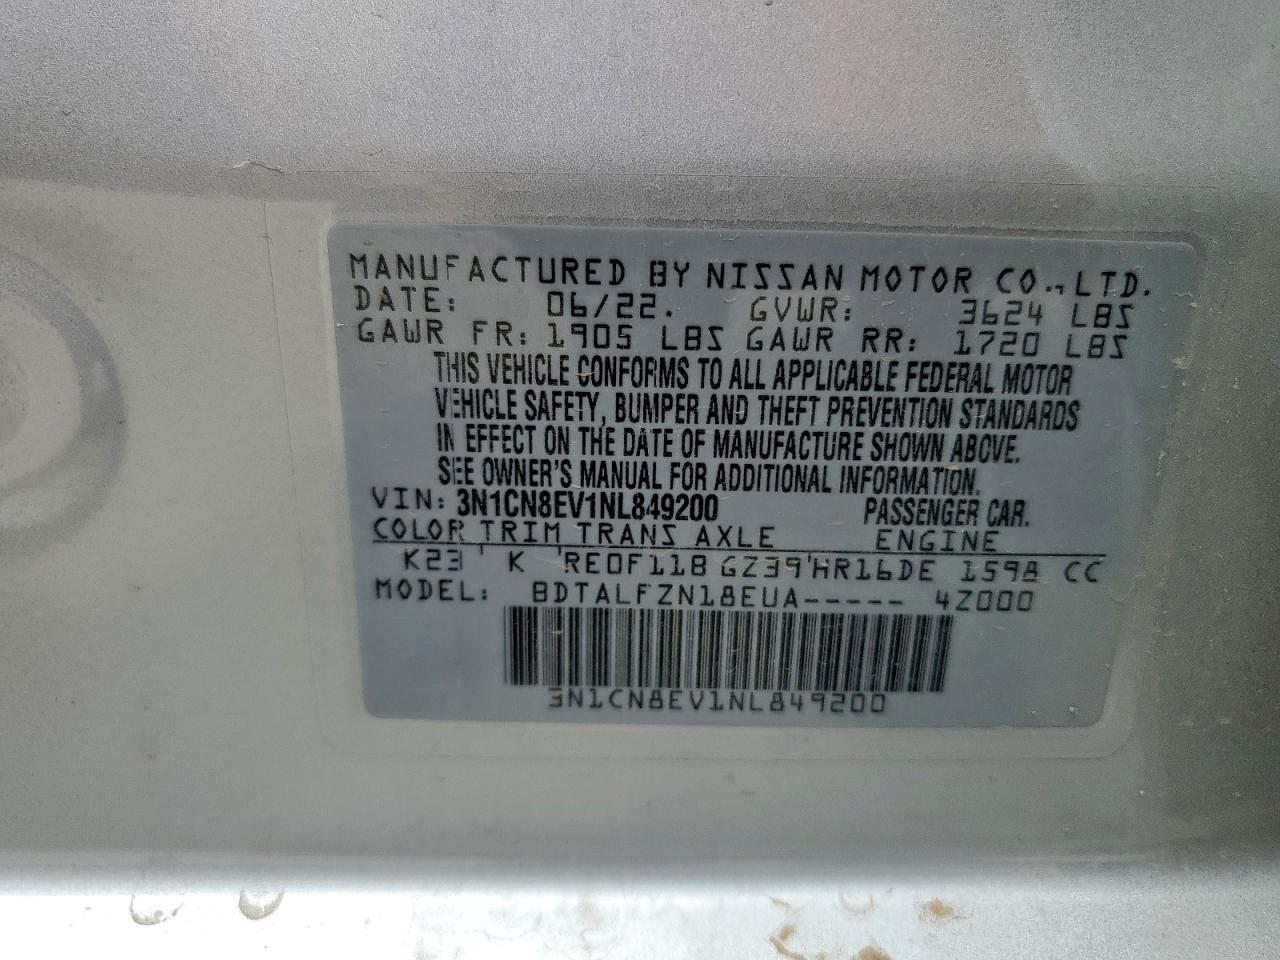 MANUFACTURED BY NISSAN MOTOR CO., LTD.
DATE: 06/22. GVWR: 3624 LBS
GAWR FR: 1905 LBS GAWR RR: 1720 LBS
THIS VEHICLE CONFORMS TO ALL APPLICABLE FEDERAL MOTOR
VEHICLE SAFETY, BUMPER AND THEFT PREVENTION STANDARDS
IN EFFECT ON THE DATE OF MANUFACTURE SHOWN ABOVE.
SEE OWNER'S MANUAL FOR ADDITIONAL INFORMATION.
VIN: 3N1CN8EV1NL849200 PASSENGER CAR.
COLOR TRIM TRANS AXLE ENGINE
K23 ' K ' RE0F11B GZ39'HR16DE 1598 CC
MODEL: BDTALFZN18EUA----- 4Z000
3N1CN8EV1NL849200